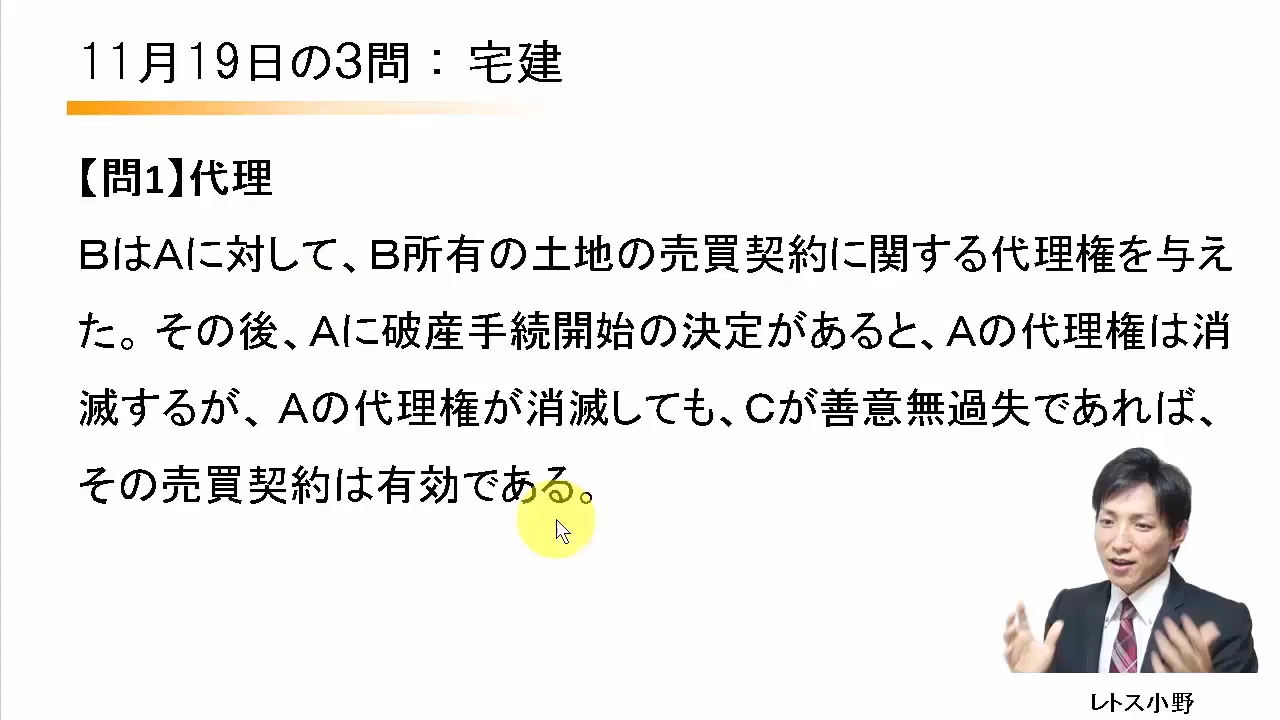 11月19日の3問：宅建
【問1】代理
BはAに対して、B所有の土地の売買契約に関する代理権を与え
た。その後、Aに破産手続開始の決定があると、Aの代理権は消
滅するが、Aの代理権が消滅しても、Cが善意無過失であれば、
その売買契約は有効である。
レトス小野